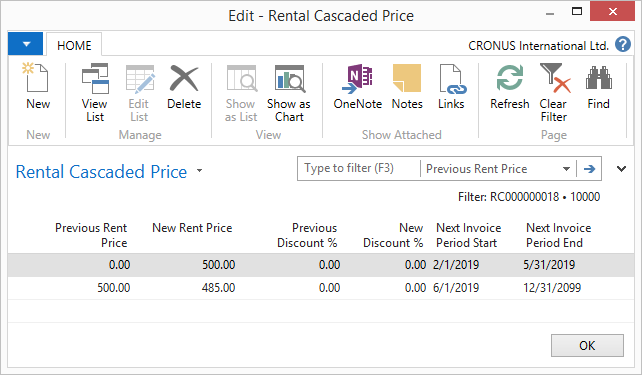 Edit - Rental Cascaded Price
HOME
CRONUS International Ltd.
New
View List
Edit List
Delete
Show as List
Show as Chart
OneNote
Notes
Links
Refresh
Clear Filter
Find
New
Manage
View
Show Attached
Page
Rental Cascaded Price
Type to filter (F3)
Previous Rent Price
Filter: RC000000018 • 10000
Previous Rent Price New Rent Price Previous Discount % New Discount % Next Invoice Period Start Next Invoice Period End
0.00 500.00 0.00 0.00 2/1/2019 5/31/2019
500.00 485.00 0.00 0.00 6/1/2019 12/31/2099
OK